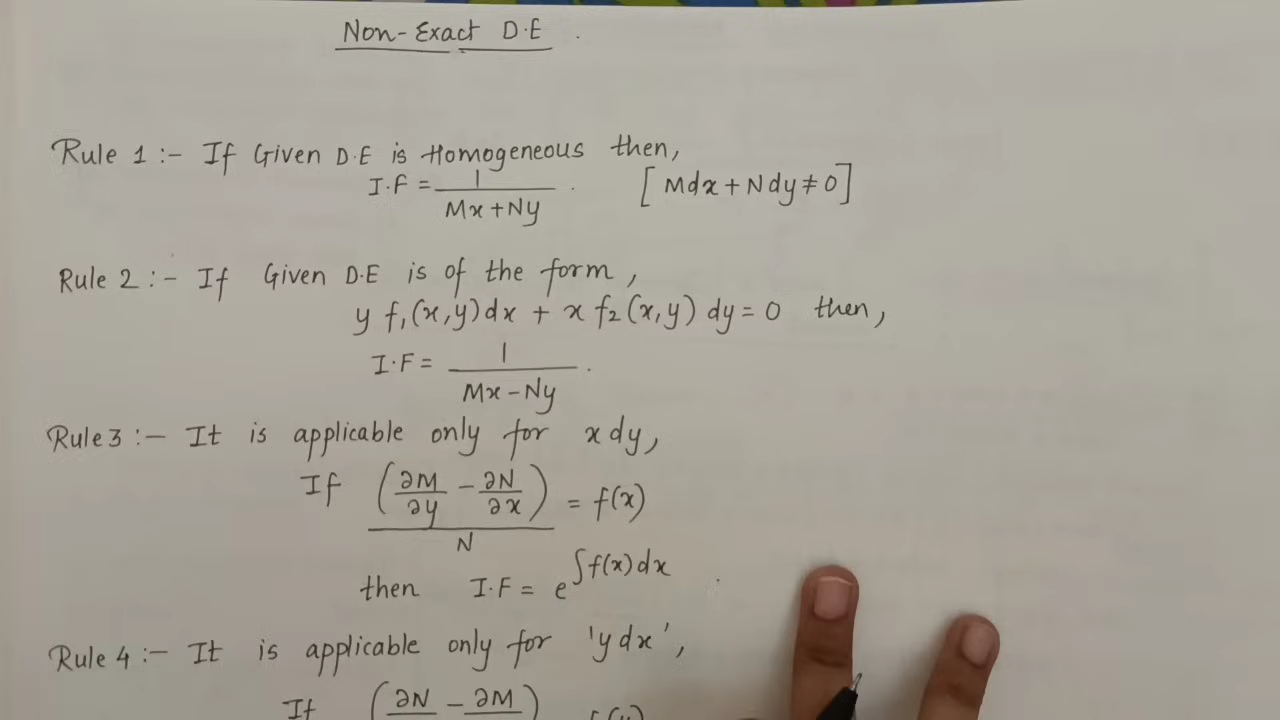 Non-Exact D.E.
Rule 1 :- If Given D.E is Homogeneous then,
I.F = 1/(Mx + Ny) . [Mdx + Ndy ≠ 0]
Rule 2 :- If Given D.E is of the form,
y f₁(x,y)dx + x f₂(x,y) dy = 0 then,
I.F = 1/(Mx - Ny) .
Rule 3 :- It is applicable only for x dy,
If (∂M/∂y - ∂N/∂x)/N = f(x)
then I.F = e^∫f(x)dx .
Rule 4 :- It is applicable only for 'y dx',
If (∂N - ∂M)